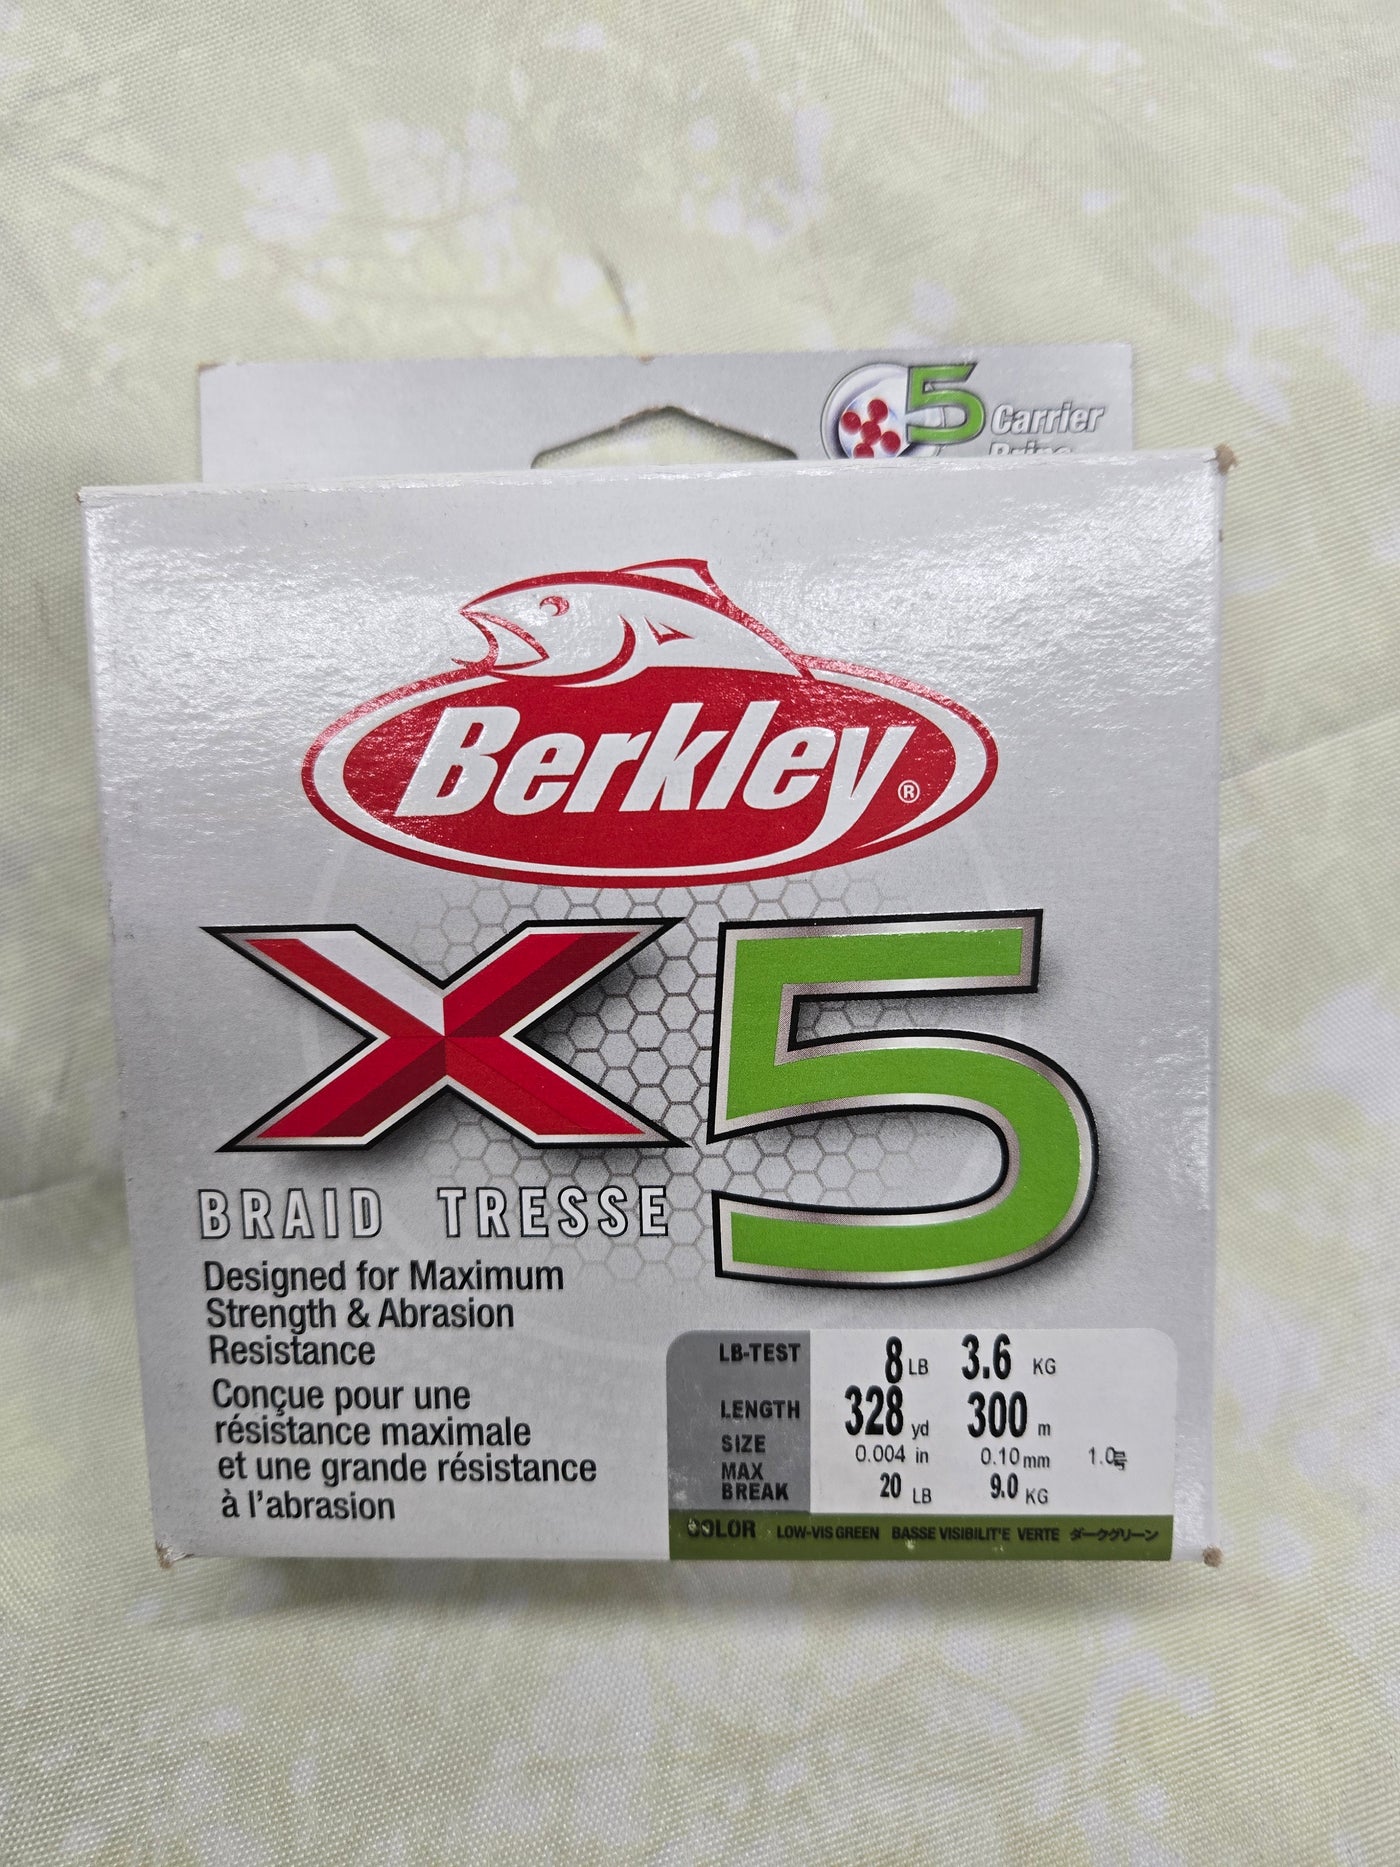 5 Carrier
Berkley®
X5
BRAID TRESSE
Designed for Maximum
Strength & Abrasion
Resistance
Conçue pour une
résistance maximale
et une grande résistance
à l'abrasion
LB-TEST 8 LB 3.6 KG
LENGTH 328 yd 300 m
SIZE 0.004 in 0.10 mm 1.0号
MAX
BREAK 20 LB 9.0 KG
COLOR LOW-VIS GREEN BASSE VISIBILIT'E VERTE ダークグリーン